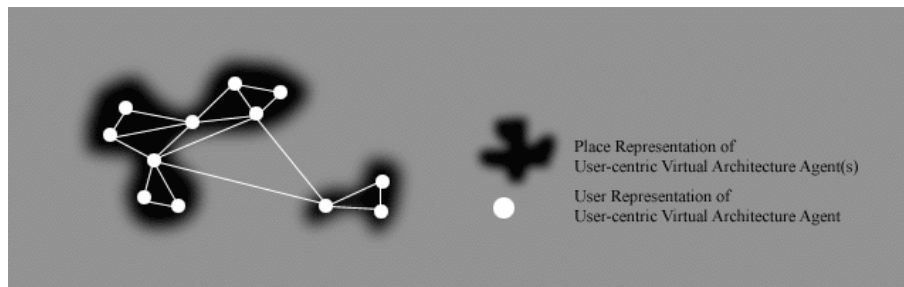 Place Representation of
User-centric Virtual Architecture Agent(s)
User Representation of
User-centric Virtual Architecture Agent